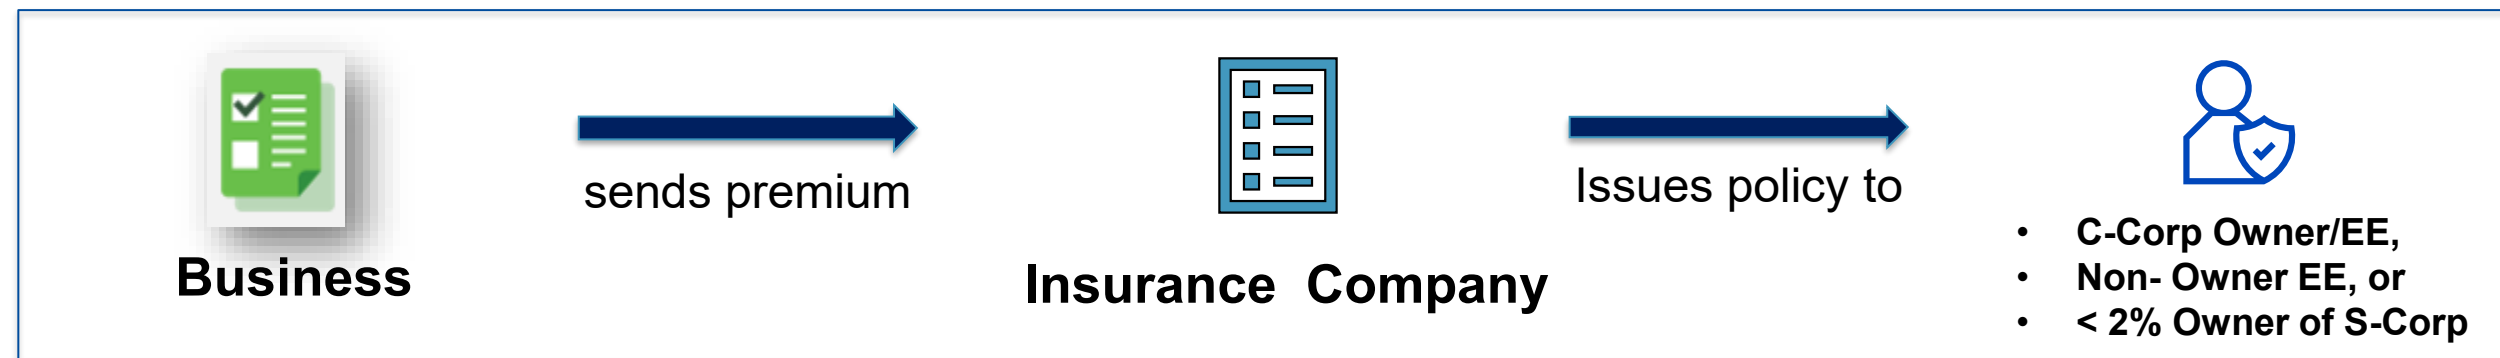 Business
sends premium
Insurance Company
Issues policy to
• C-Corp Owner/EE,
• Non- Owner EE, or
• < 2% Owner of S-Corp